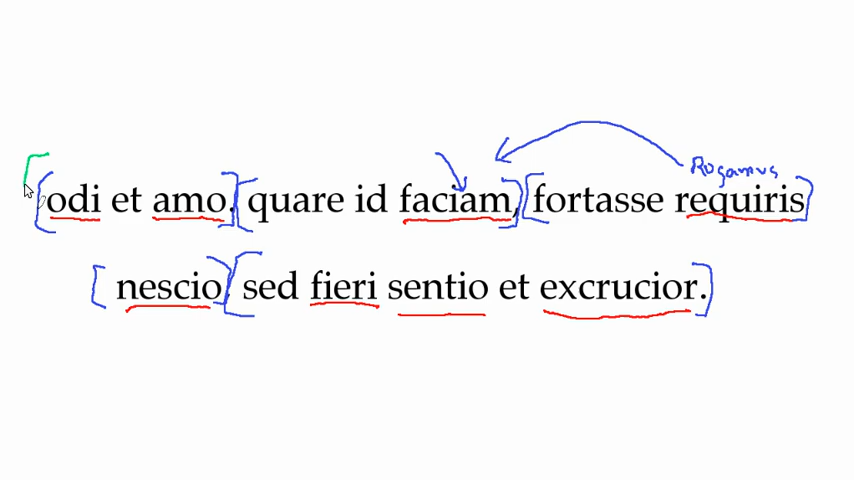 Rogamus
odi et amo. quare id faciam, fortasse requiris
nescio, sed fieri sentio et excrucior.